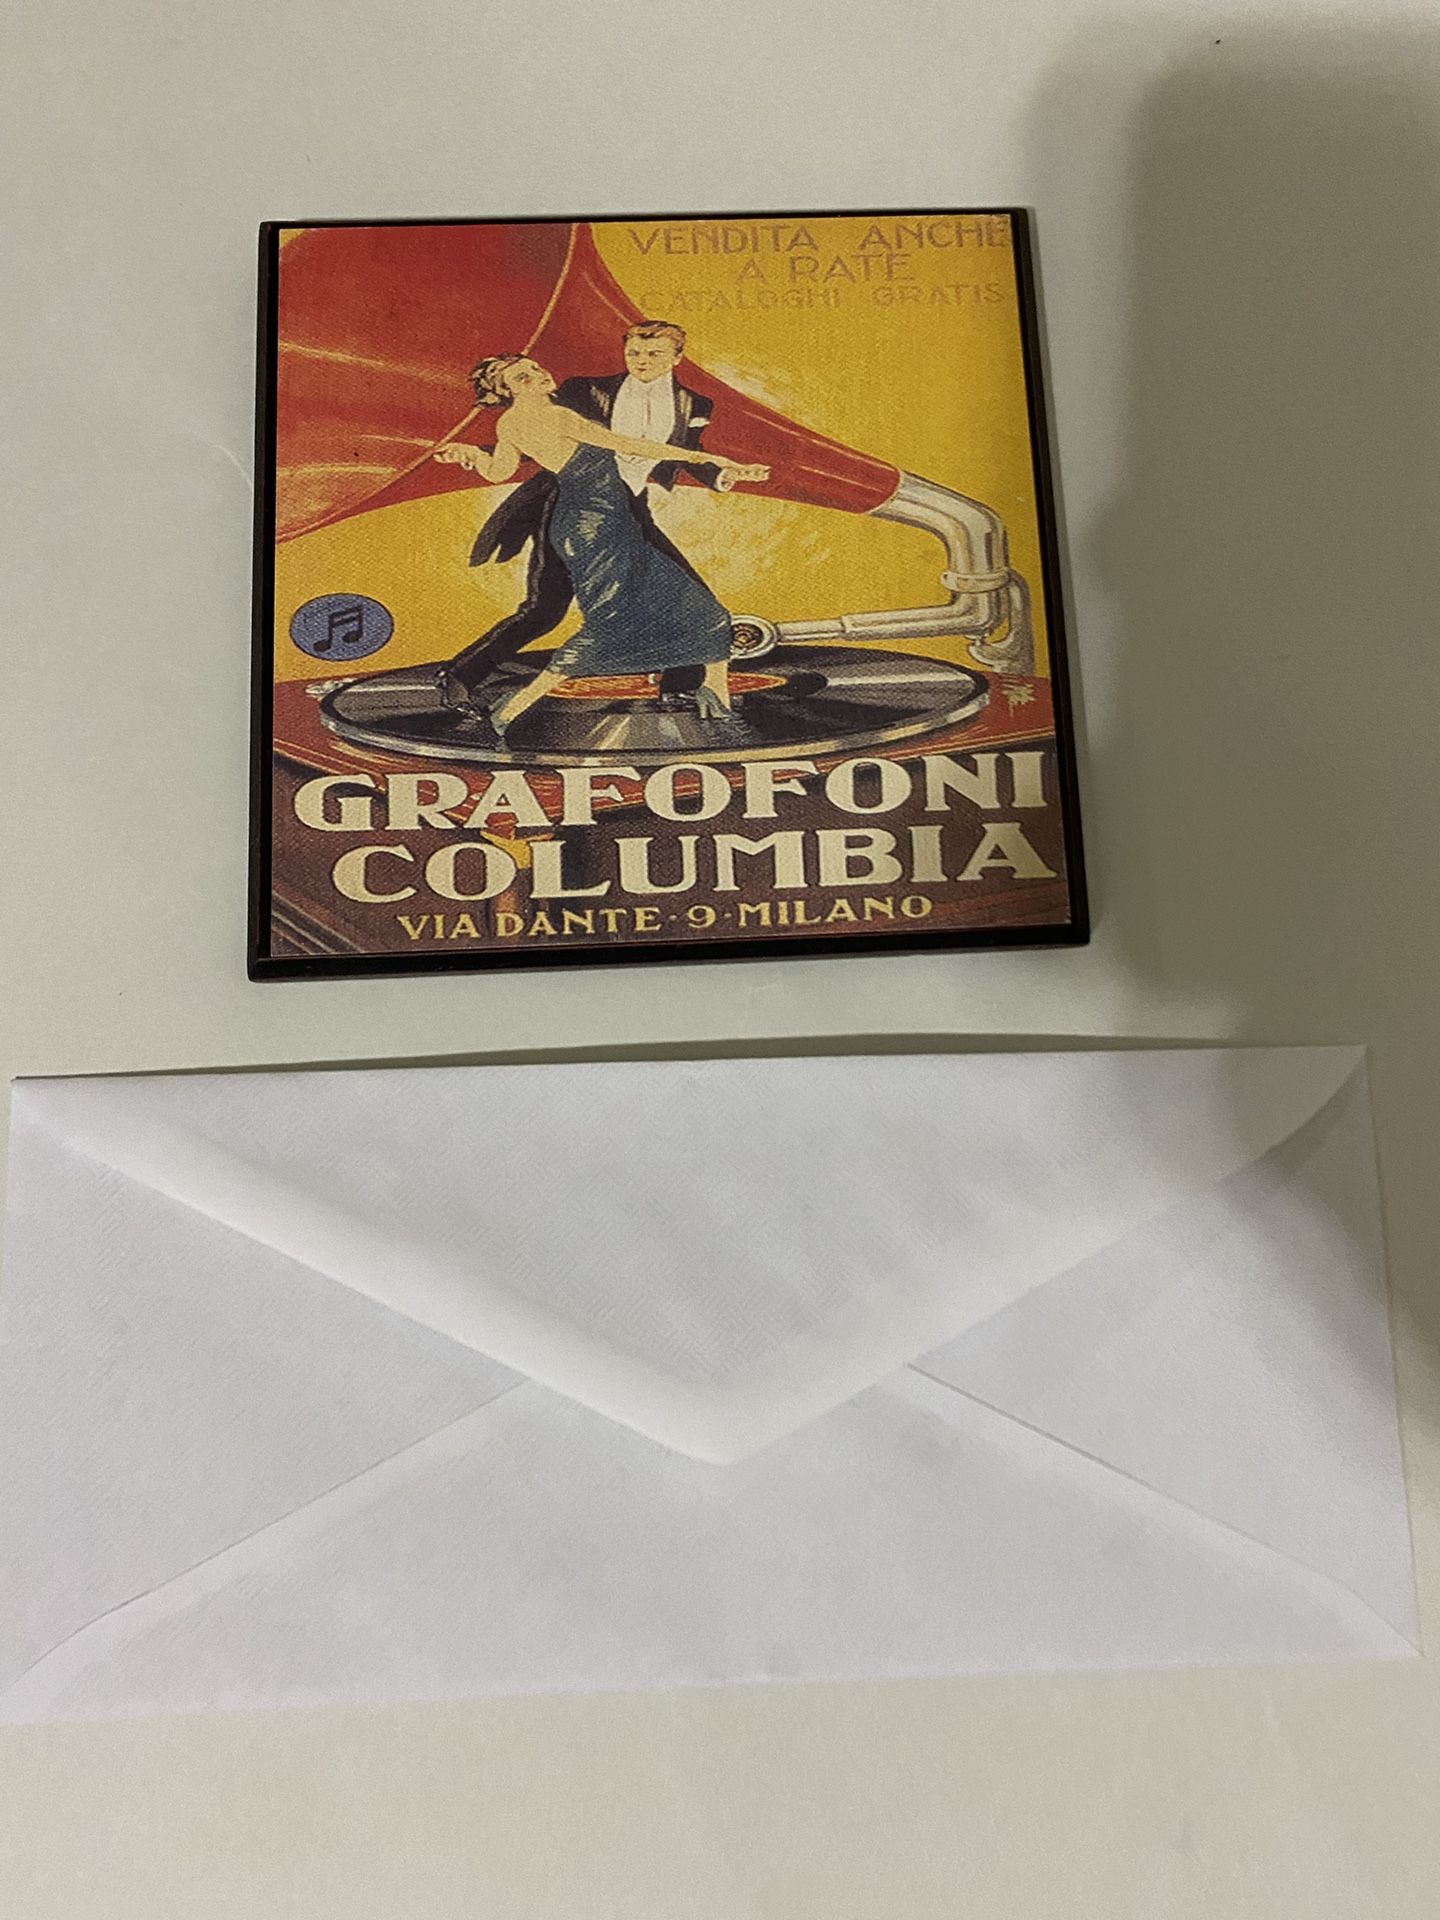 VENDITA ANCHE
A RATE
CATALOGHI GRATIS
GRAFOFONI
COLUMBIA
VIA DANTE·9·MILANO